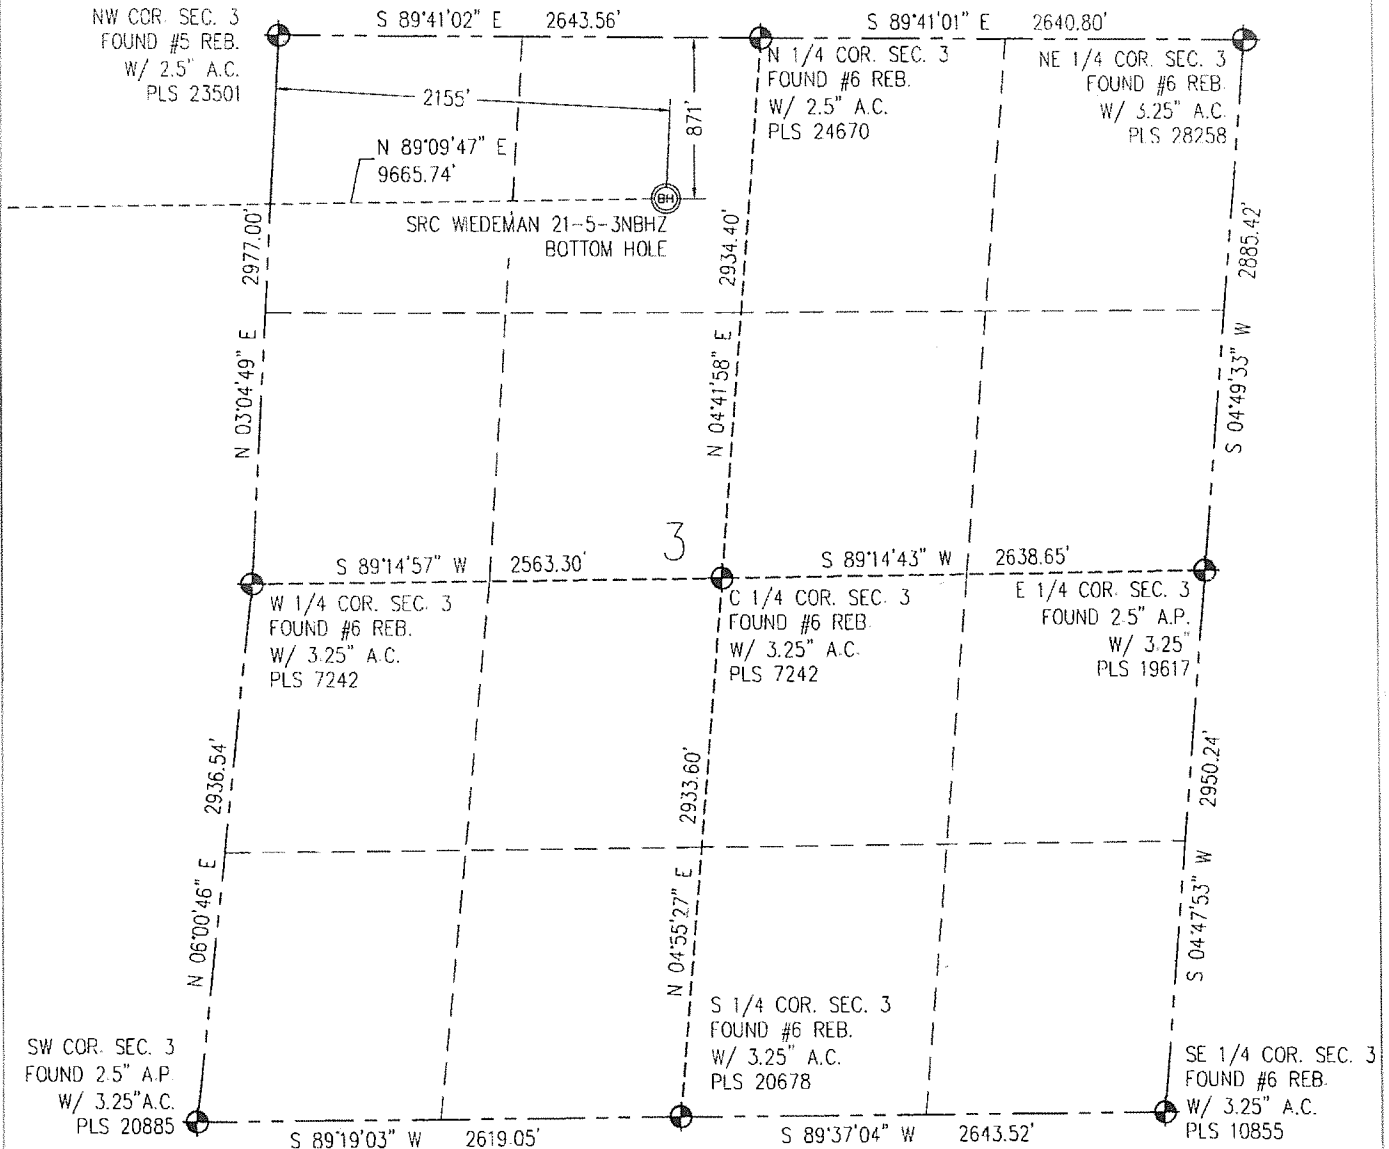 NW COR. SEC. 3
FOUND #5 REB.
W/ 2.5" A.C.
PLS 23501
S 89°41'02" E 2643.56'
S 89°41'01" E 2640.80'
N 1/4 COR. SEC. 3
FOUND #6 REB.
W/ 2.5" A.C.
PLS 24670
NE 1/4 COR. SEC. 3
FOUND #6 REB.
W/ 3.25" A.C.
PLS 28258
2155'
871'
N 89°09'47" E
9665.74'
BH
SRC WIEDEMAN 21-5-3NBHZ
BOTTOM HOLE
N 03°04'49" E 2977.00'
N 04°41'58" E 2934.40'
S 04°49'33" W 2885.42'
3
S 89°14'57" W 2563.30'
S 89°14'43" W 2638.65'
W 1/4 COR. SEC. 3
FOUND #6 REB.
W/ 3.25" A.C.
PLS 7242
C 1/4 COR. SEC. 3
FOUND #6 REB.
W/ 3.25" A.C.
PLS 7242
E 1/4 COR. SEC. 3
FOUND 2.5" A.P.
W/ 3.25"
PLS 19617
N 06°00'46" E 2936.54'
N 04°55'27" E 2933.60'
S 04°47'53" W 2950.24'
SW COR. SEC. 3
FOUND 2.5" A.P.
W/ 3.25"A.C.
PLS 20885
S 1/4 COR. SEC. 3
FOUND #6 REB.
W/ 3.25" A.C.
PLS 20678
SE 1/4 COR. SEC. 3
FOUND #6 REB.
W/ 3.25" A.C.
PLS 10855
S 89°19'03" W 2619.05'
S 89°37'04" W 2643.52'